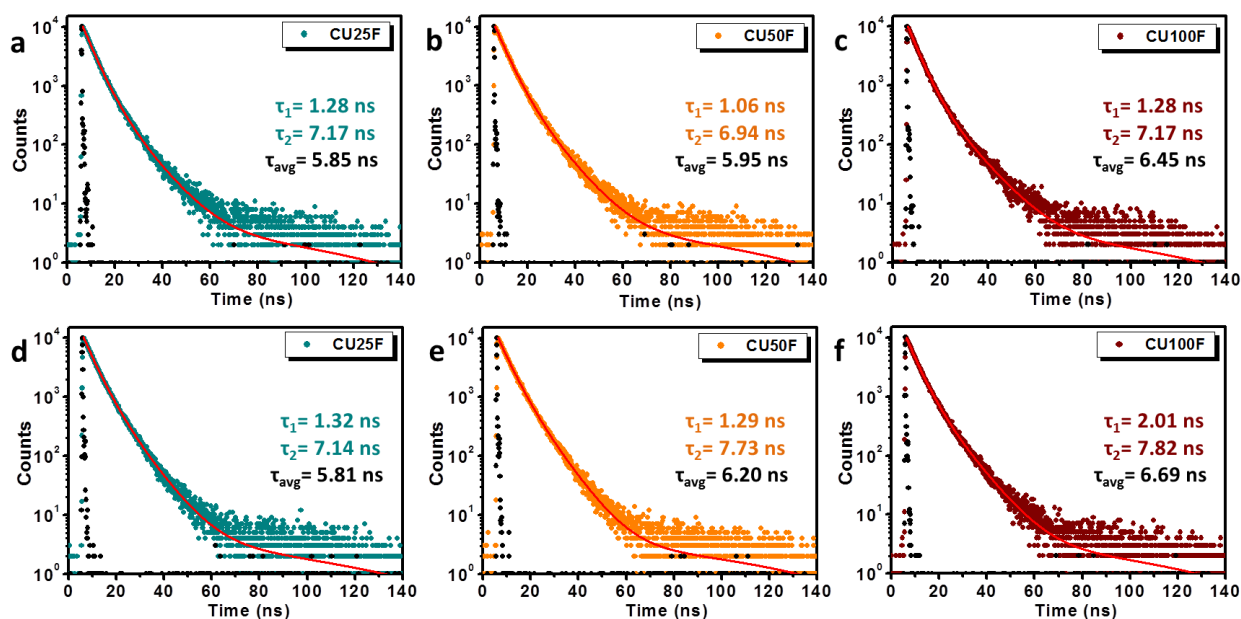 a
CU25F
τ1= 1.28 ns
τ2= 7.17 ns
τavg= 5.85 ns
Counts
10^4
10^3
10^2
10^1
10^0
0 20 40 60 80 100 120 140
Time (ns)
b
CU50F
τ1= 1.06 ns
τ2= 6.94 ns
τavg= 5.95 ns
Counts
10^4
10^3
10^2
10^1
10^0
0 20 40 60 80 100 120 140
Time (ns)
c
CU100F
τ1= 1.28 ns
τ2= 7.17 ns
τavg= 6.45 ns
Counts
10^4
10^3
10^2
10^1
10^0
0 20 40 60 80 100 120 140
Time (ns)
d
CU25F
τ1= 1.32 ns
τ2= 7.14 ns
τavg= 5.81 ns
Counts
10^4
10^3
10^2
10^1
10^0
0 20 40 60 80 100 120 140
Time (ns)
e
CU50F
τ1= 1.29 ns
τ2= 7.73 ns
τavg= 6.20 ns
Counts
10^4
10^3
10^2
10^1
10^0
0 20 40 60 80 100 120 140
Time (ns)
f
CU100F
τ1= 2.01 ns
τ2= 7.82 ns
τavg= 6.69 ns
Counts
10^4
10^3
10^2
10^1
10^0
0 20 40 60 80 100 120 140
Time (ns)